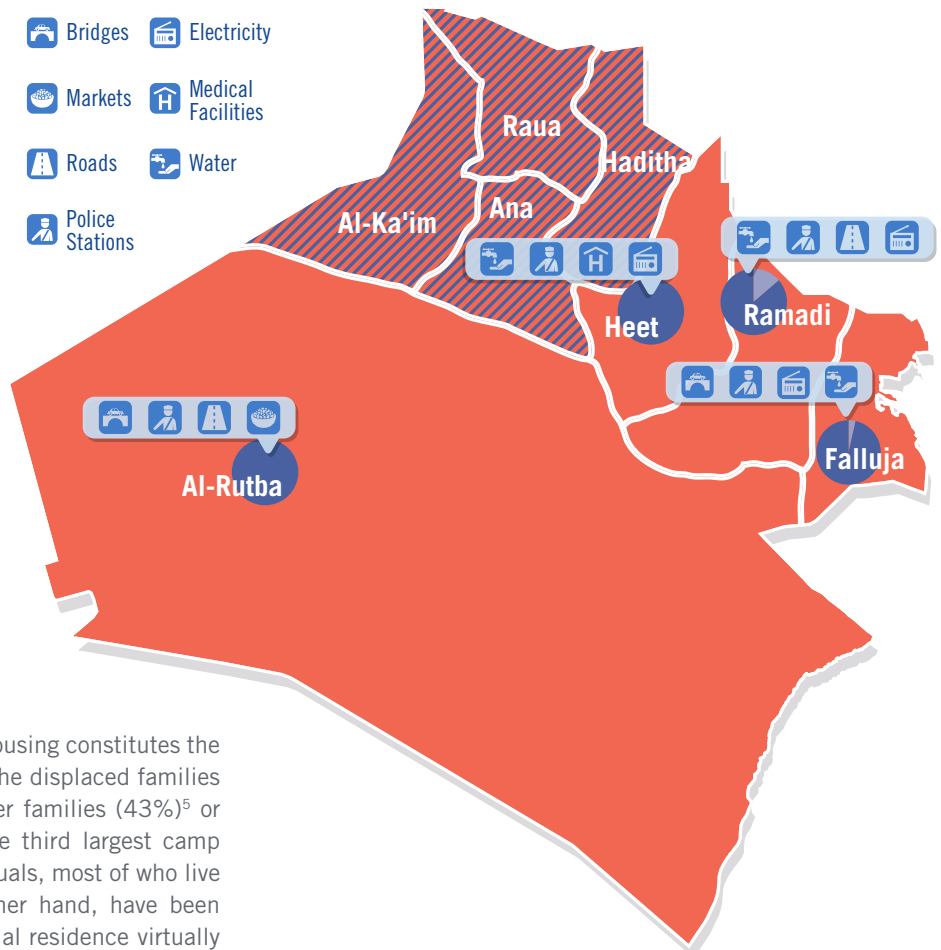 Bridges
Electricity
Markets
Medical
Facilities
Roads
Water
Police
Stations
Raua
Haditha
Ana
Al-Ka'im
Heet
Ramadi
Falluja
Al-Rutba
ousing constitutes the
he displaced families
er families (43%)5 or
e third largest camp
uals, most of who live
her hand, have been
al residence virtually